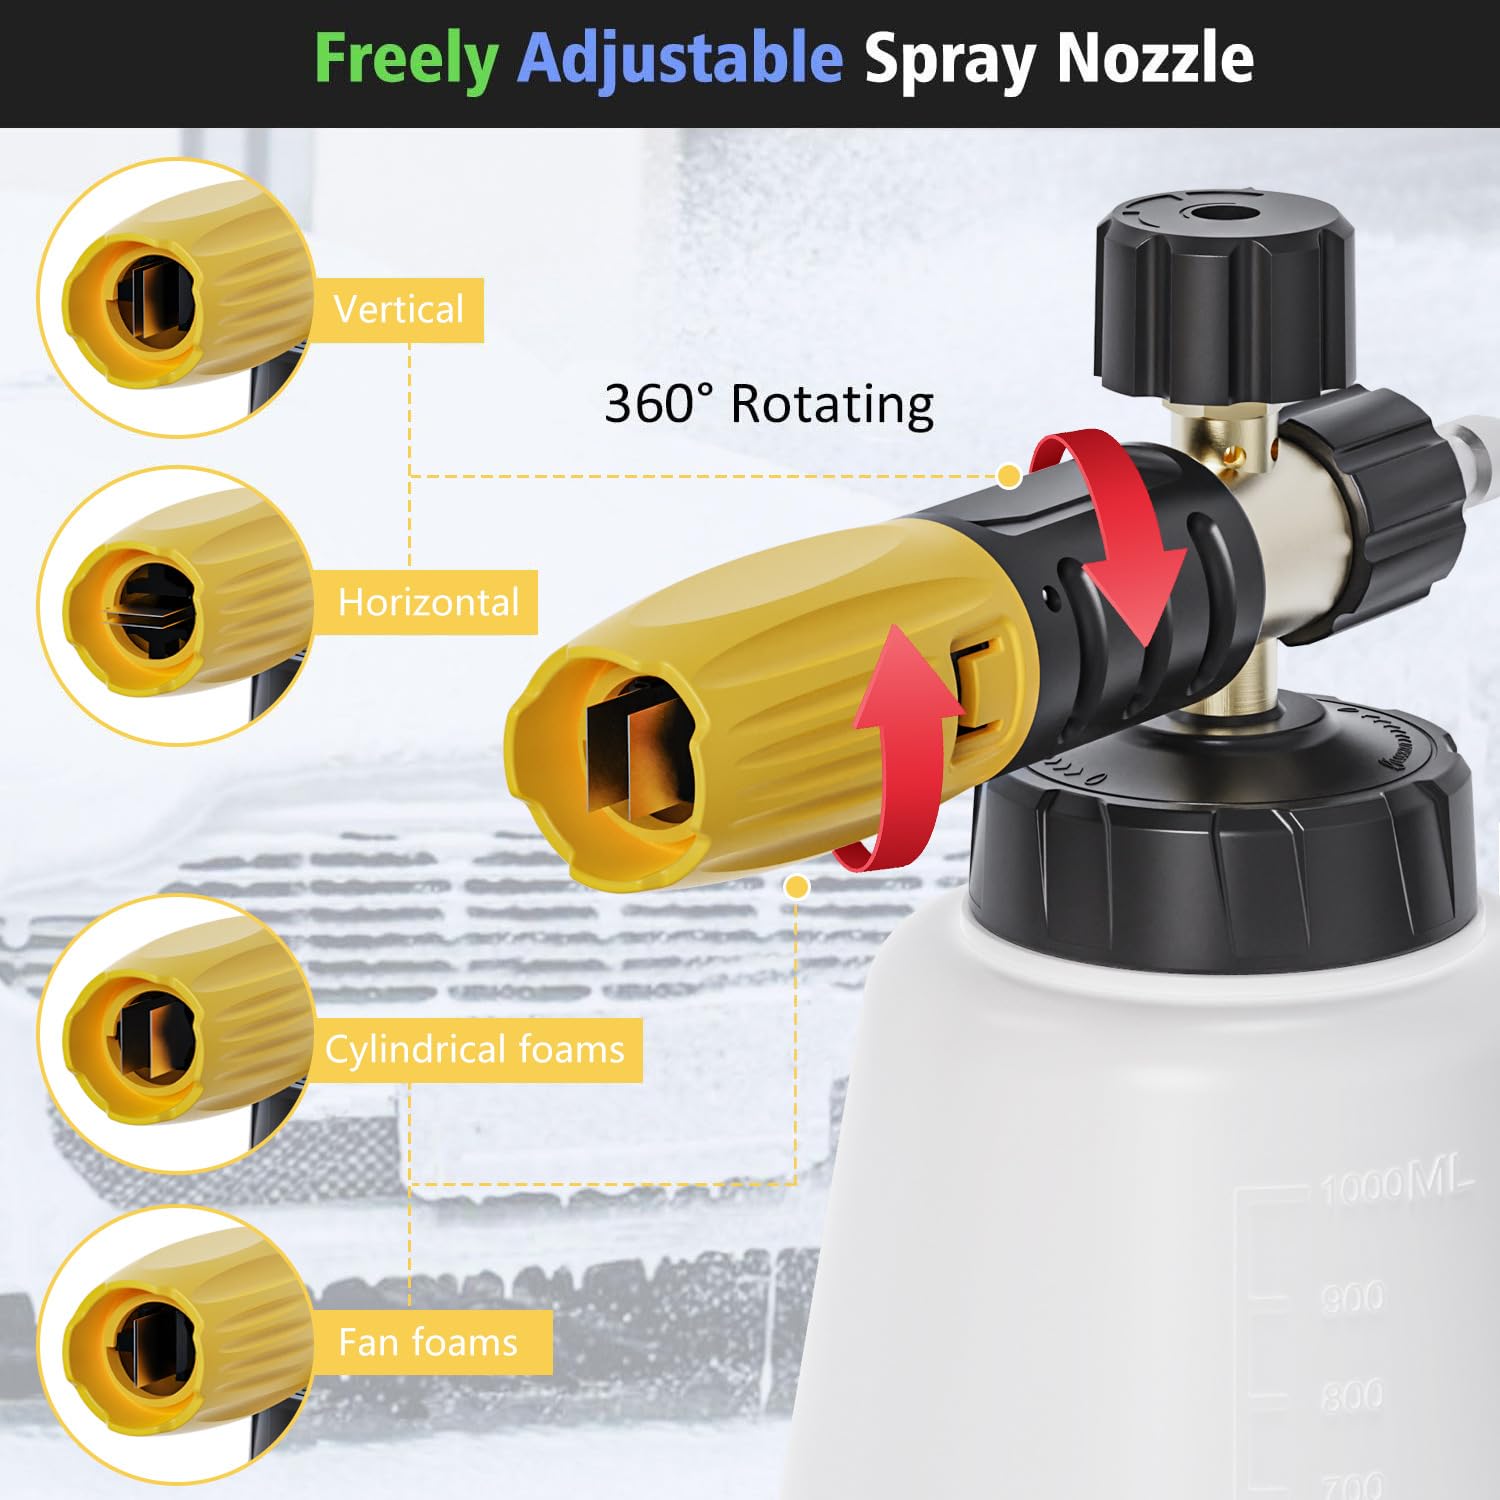 Freely Adjustable Spray Nozzle
Vertical
360° Rotating
Horizontal
Cylindrical foams
Fan foams
1000ML
900
800
700